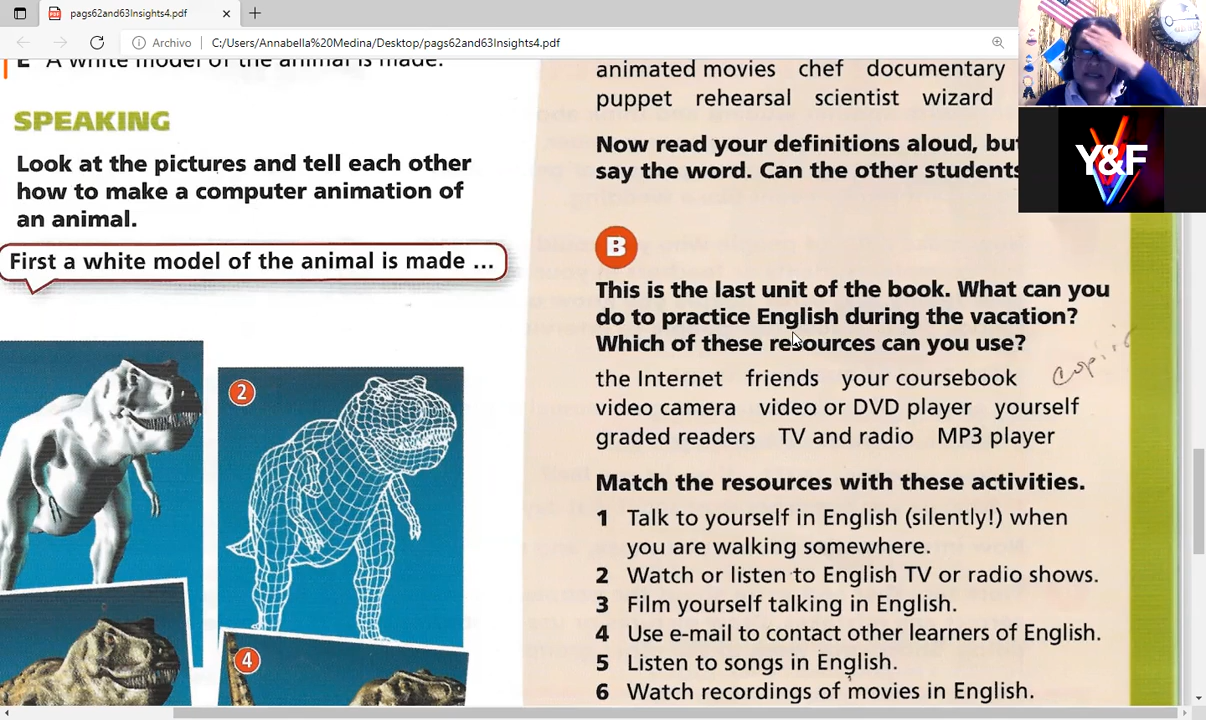 pags62and63Insights4.pdf
Archivo
C:/Users/Annabella%20Medina/Desktop/pags62and63Insights4.pdf
E A white model of the animal is made.
SPEAKING
Look at the pictures and tell each other
how to make a computer animation of
an animal.
First a white model of the animal is made ...
2
4
animated movies chef documentary
puppet rehearsal scientist wizard
Now read your definitions aloud, but
say the word. Can the other students
B
This is the last unit of the book. What can you
do to practice English during the vacation?
Which of these resources can you use?
the Internet friends your coursebook
video camera video or DVD player yourself
graded readers TV and radio MP3 player
Match the resources with these activities.
1 Talk to yourself in English (silently!) when
you are walking somewhere.
2 Watch or listen to English TV or radio shows.
3 Film yourself talking in English.
4 Use e-mail to contact other learners of English.
5 Listen to songs in English.
6 Watch recordings of movies in English.
Y&F